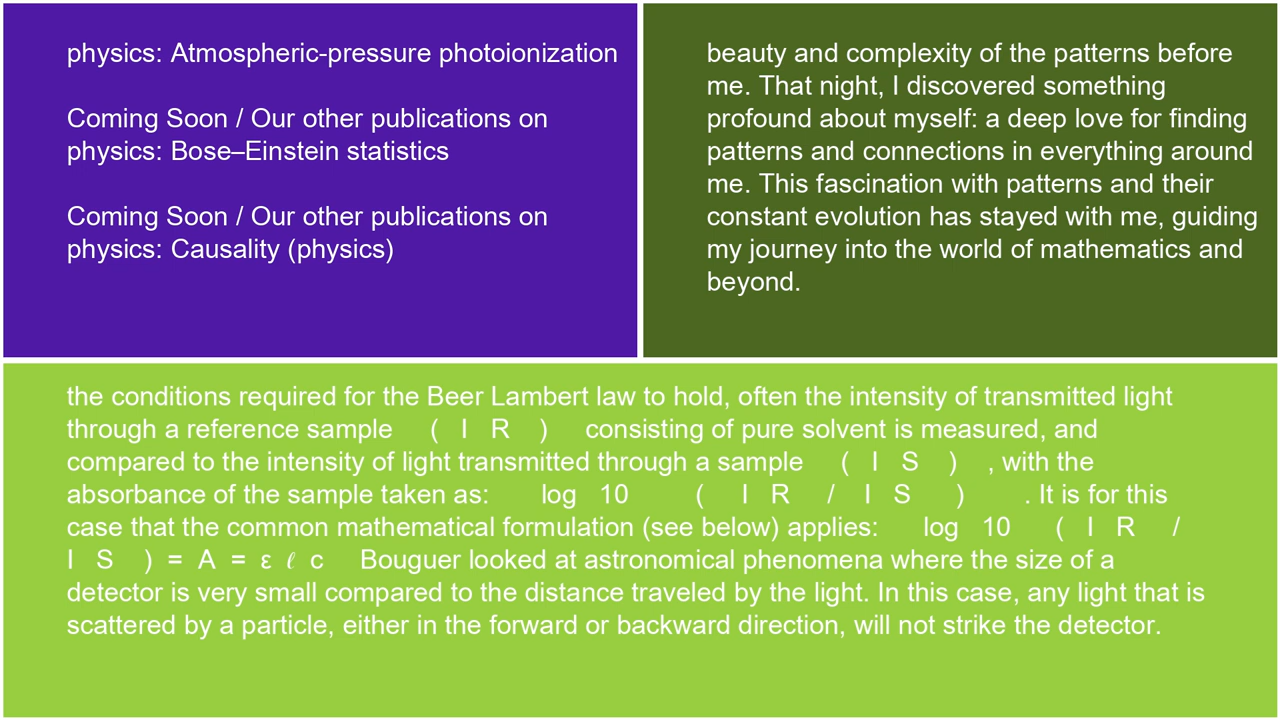 physics: Atmospheric-pressure photoionization
Coming Soon / Our other publications on
physics: Bose–Einstein statistics
Coming Soon / Our other publications on
physics: Causality (physics)
beauty and complexity of the patterns before
me. That night, I discovered something
profound about myself: a deep love for finding
patterns and connections in everything around
me. This fascination with patterns and their
constant evolution has stayed with me, guiding
my journey into the world of mathematics and
beyond.
the conditions required for the Beer Lambert law to hold, often the intensity of transmitted light
through a reference sample ( I R ) consisting of pure solvent is measured, and
compared to the intensity of light transmitted through a sample ( I S ) , with the
absorbance of the sample taken as: log 10 ( I R / I S ) . It is for this
case that the common mathematical formulation (see below) applies: log 10 ( I R /
I S ) = A = ε ℓ c Bouguer looked at astronomical phenomena where the size of a
detector is very small compared to the distance traveled by the light. In this case, any light that is
scattered by a particle, either in the forward or backward direction, will not strike the detector.